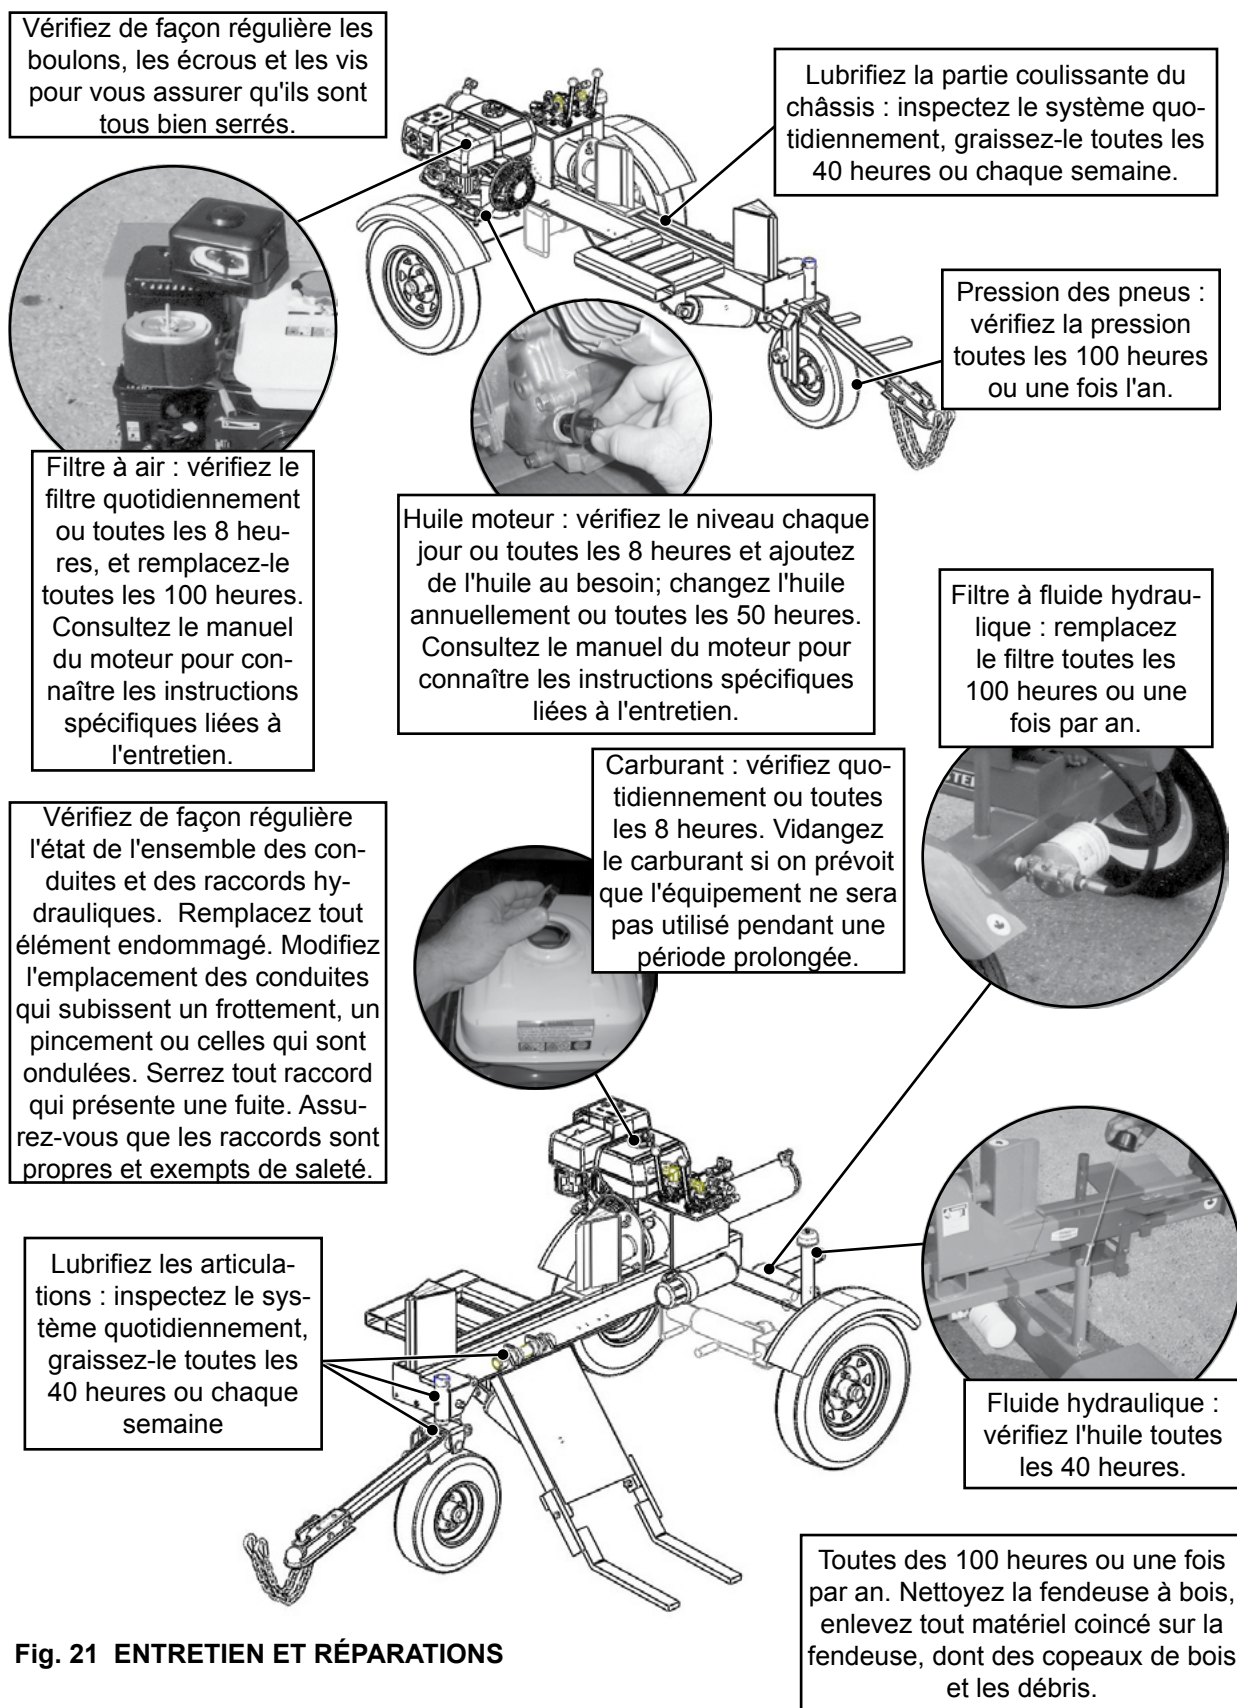 Vérifiez de façon régulière les
boulons, les écrous et les vis
pour vous assurer qu'ils sont
tous bien serrés.
Lubrifiez la partie coulissante du
châssis : inspectez le système quo-
tidiennement, graissez-le toutes les
40 heures ou chaque semaine.
Pression des pneus :
vérifiez la pression
toutes les 100 heures
ou une fois l'an.
Filtre à air : vérifiez le
filtre quotidiennement
ou toutes les 8 heu-
res, et remplacez-le
toutes les 100 heures.
Consultez le manuel
du moteur pour con-
naître les instructions
spécifiques liées à
l'entretien.
Huile moteur : vérifiez le niveau chaque
jour ou toutes les 8 heures et ajoutez
de l'huile au besoin; changez l'huile
annuellement ou toutes les 50 heures.
Consultez le manuel du moteur pour
connaître les instructions spécifiques
liées à l'entretien.
Filtre à fluide hydrau-
lique : remplacez
le filtre toutes les
100 heures ou une
fois par an.
Carburant : vérifiez quo-
tidiennement ou toutes
les 8 heures. Vidangez
le carburant si on prévoit
que l'équipement ne sera
pas utilisé pendant une
période prolongée.
Vérifiez de façon régulière
l'état de l'ensemble des con-
duites et des raccords hy-
drauliques.  Remplacez tout
élément endommagé. Modifiez
l'emplacement des conduites
qui subissent un frottement, un
pincement ou celles qui sont
ondulées. Serrez tout raccord
qui présente une fuite. Assu-
rez-vous que les raccords sont
propres et exempts de saleté.
Lubrifiez les articula-
tions : inspectez le sys-
tème quotidiennement,
graissez-le toutes les
40 heures ou chaque
semaine
Fluide hydraulique :
vérifiez l'huile toutes
les 40 heures.
Toutes des 100 heures ou une fois
par an. Nettoyez la fendeuse à bois,
enlevez tout matériel coincé sur la
fendeuse, dont des copeaux de bois
et les débris.
Fig. 21  ENTRETIEN ET RÉPARATIONS